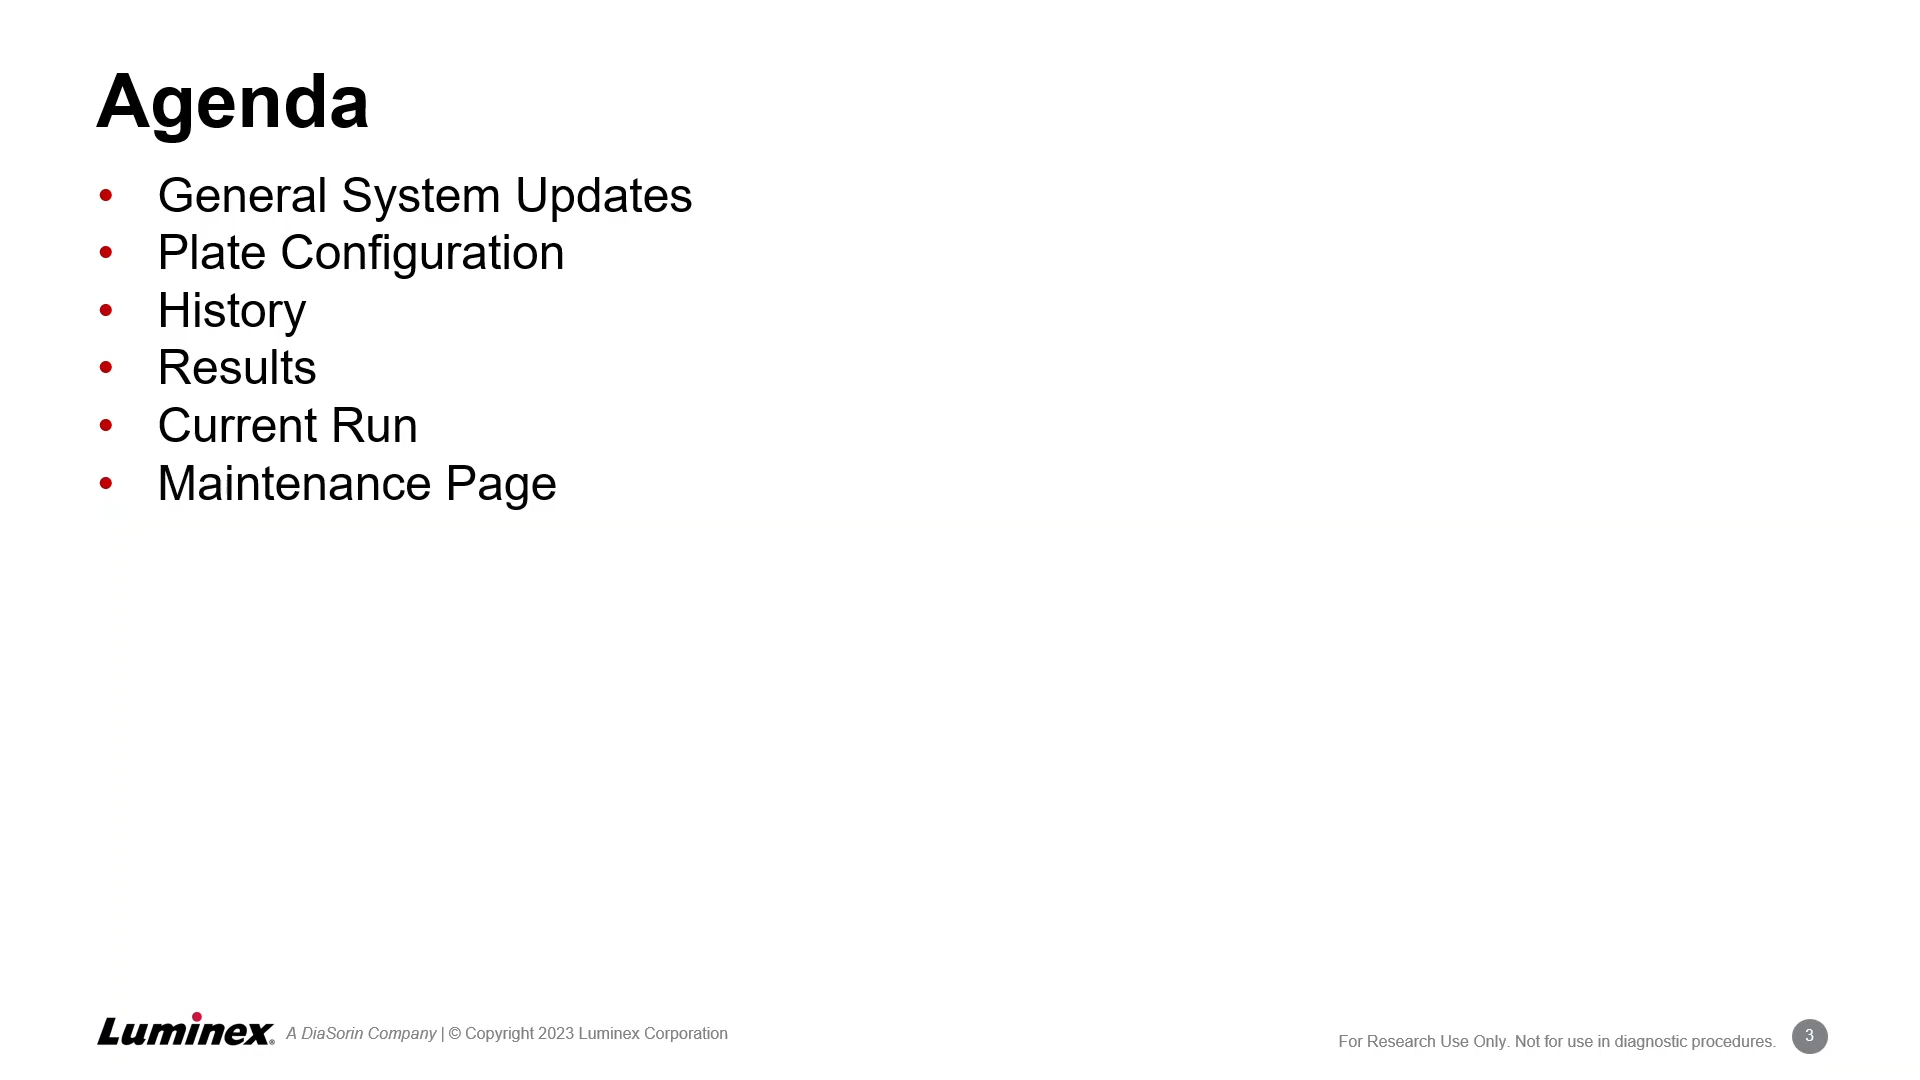 Agenda
• General System Updates
• Plate Configuration
• History
• Results
• Current Run
• Maintenance Page
Luminex® A DiaSorin Company | © Copyright 2023 Luminex Corporation
For Research Use Only. Not for use in diagnostic procedures. 3